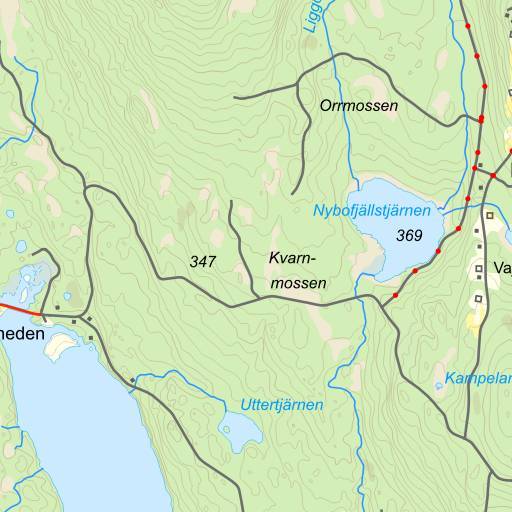 Orrmossen
Nybofjällstjärnen
369
347
Kvarn-
mossen
Uttertjärnen